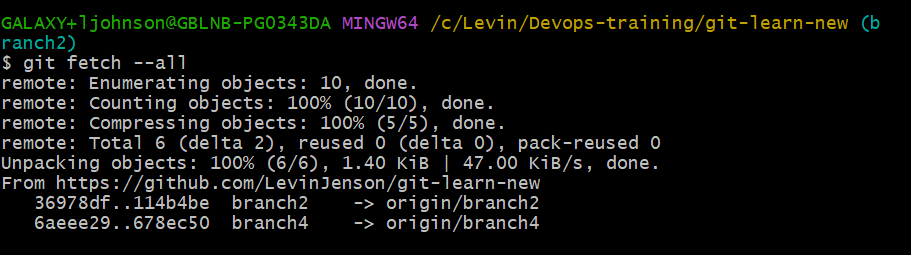 GALAXY+ljohnson@GBLNB-PG0343DA MINGW64 /c/Levin/Devops-training/git-learn-new (b
ranch2)
$ git fetch --all
remote: Enumerating objects: 10, done.
remote: Counting objects: 100% (10/10), done.
remote: Compressing objects: 100% (5/5), done.
remote: Total 6 (delta 2), reused 0 (delta 0), pack-reused 0
Unpacking objects: 100% (6/6), 1.40 KiB | 47.00 KiB/s, done.
From https://github.com/LevinJenson/git-learn-new
   36978df..114b4be  branch2    -> origin/branch2
   6aeee29..678ec50  branch4    -> origin/branch4